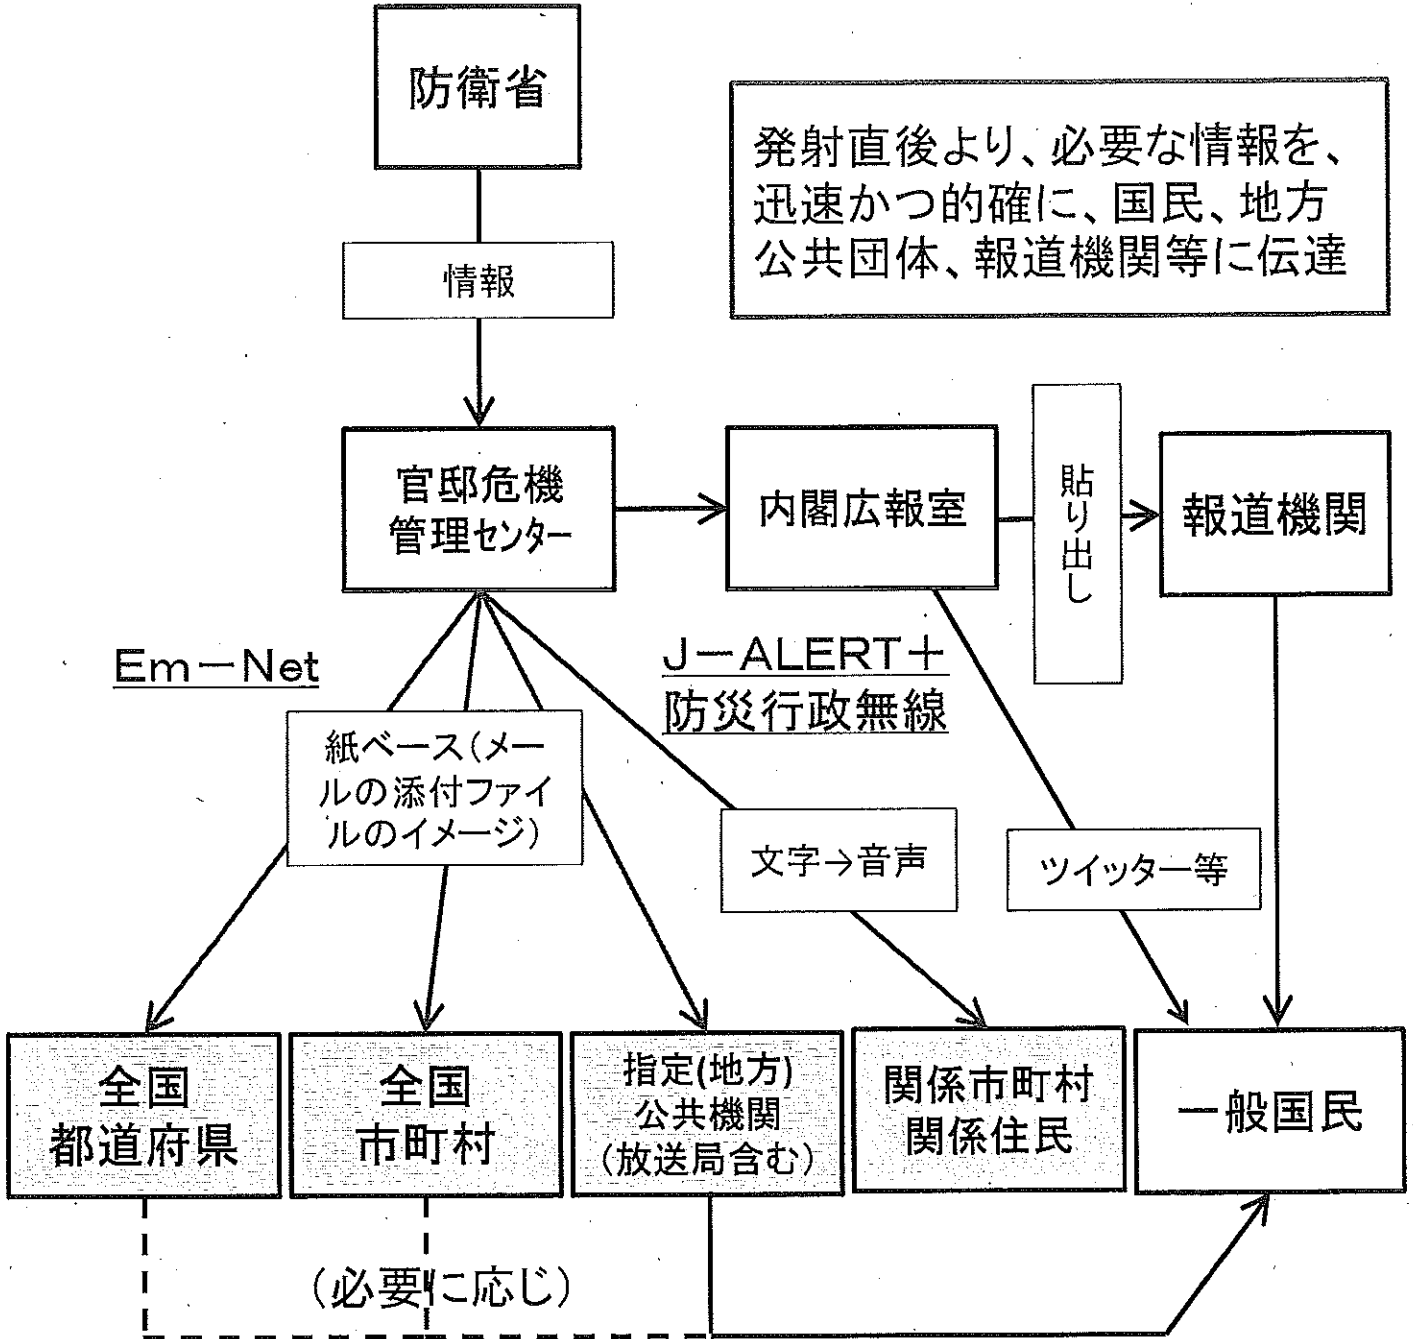 防衛省
発射直後より、必要な情報を、
迅速かつ的確に、国民、地方
公共団体、報道機関等に伝達
情報
官邸危機
管理センター
内閣広報室
貼り出し
報道機関
Em－Net
J－ALERT＋
防災行政無線
紙ベース（メー
ルの添付ファイ
ルのイメージ）
文字→音声
ツイッター等
全国
都道府県
全国
市町村
指定(地方)
公共機関
（放送局含む）
関係市町村
関係住民
一般国民
（必要に応じ）